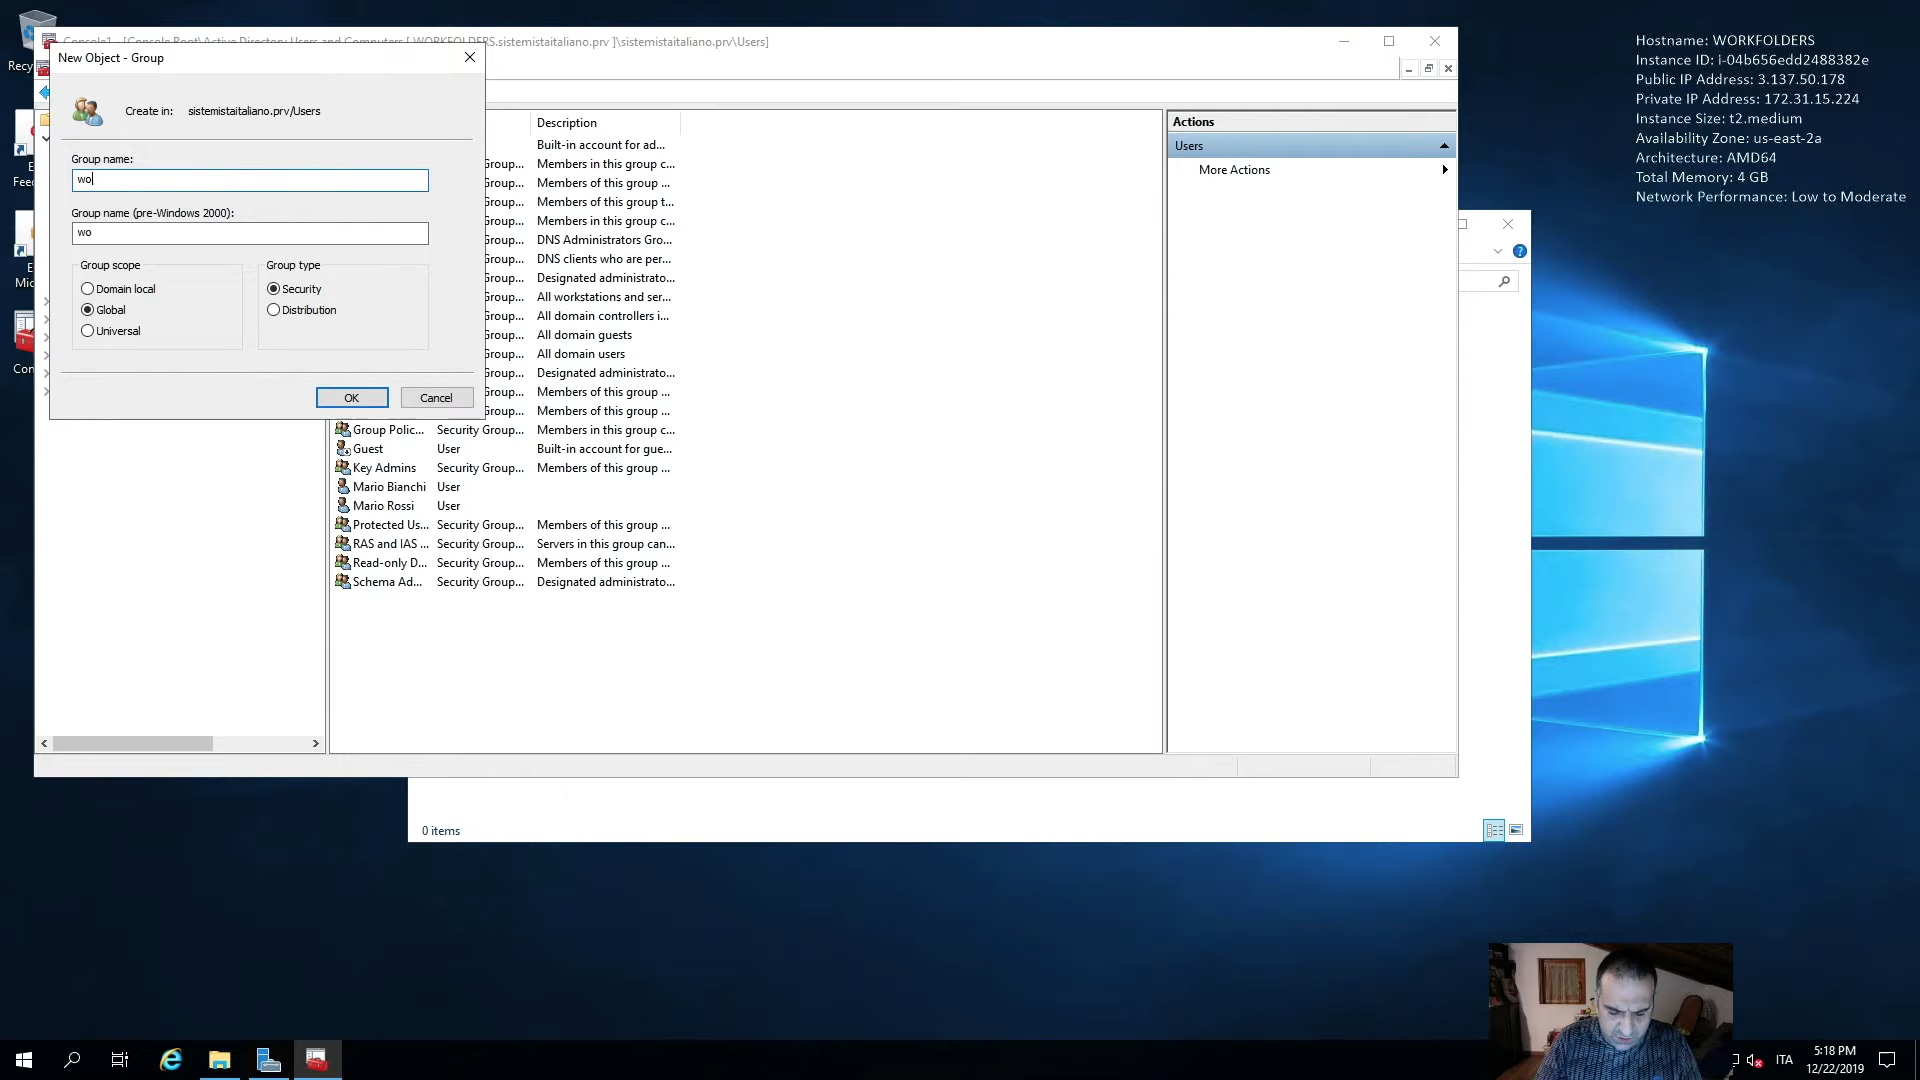 Recy
Console1 - [Console Root\Active Directory Users and Computers [ WORKFOLDERS.sistemistaitaliano.prv ]\sistemistaitaliano.prv\Users]
New Object - Group
Create in: sistemistaitaliano.prv/Users
Group name:
wo
Group name (pre-Windows 2000):
wo
Group scope
Group type
Domain local
Security
Global
Distribution
Universal
OK
Cancel
E
Feed
E
Mic
Con
Description
Built-in account for ad...
Group... Members in this group c...
Group... Members of this group ...
Group... Members of this group t...
Group... Members in this group c...
Group... DNS Administrators Gro...
Group... DNS clients who are per...
Group... Designated administrato...
Group... All workstations and ser...
Group... All domain controllers i...
Group... All domain guests
Group... All domain users
Group... Designated administrato...
Group... Members of this group ...
Group... Members of this group ...
Group Polic... Security Group... Members in this group c...
Guest User Built-in account for gue...
Key Admins Security Group... Members of this group ...
Mario Bianchi User
Mario Rossi User
Protected Us... Security Group... Members of this group ...
RAS and IAS ... Security Group... Servers in this group can...
Read-only D... Security Group... Members of this group ...
Schema Ad... Security Group... Designated administrato...
Actions
Users
More Actions
Hostname: WORKFOLDERS
Instance ID: i-04b656edd2488382e
Public IP Address: 3.137.50.178
Private IP Address: 172.31.15.224
Instance Size: t2.medium
Availability Zone: us-east-2a
Architecture: AMD64
Total Memory: 4 GB
Network Performance: Low to Moderate
0 items
ITA
5:18 PM
12/22/2019